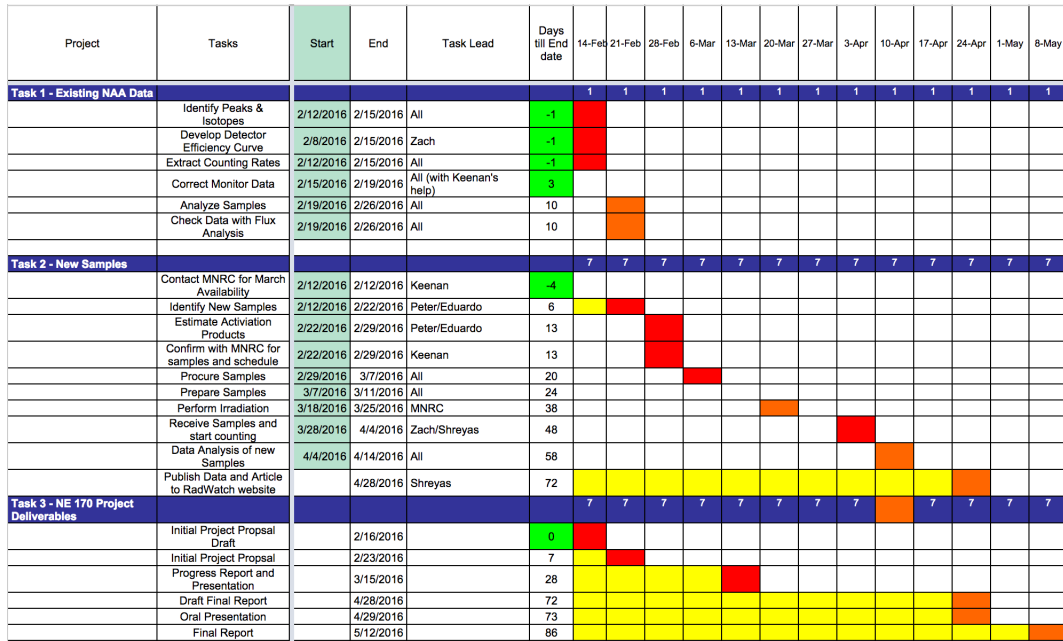 Project Tasks Start End Task Lead Days till End date 14-Feb 21-Feb 28-Feb 6-Mar 13-Mar 20-Mar 27-Mar 3-Apr 10-Apr 17-Apr 24-Apr 1-May 8-May
Task 1 - Existing NAA Data 1 1 1 1 1 1 1 1 1 1 1 1 1
Identify Peaks & Isotopes 2/12/2016 2/15/2016 All -1
Develop Detector Efficiency Curve 2/8/2016 2/15/2016 Zach -1
Extract Counting Rates 2/12/2016 2/15/2016 All -1
Correct Monitor Data 2/15/2016 2/19/2016 All (with Keenan's help) 3
Analyze Samples 2/19/2016 2/26/2016 All 10
Check Data with Flux Analysis 2/19/2016 2/26/2016 All 10
Task 2 - New Samples 7 7 7 7 7 7 7 7 7 7 7 7 7
Contact MNRC for March Availability 2/12/2016 2/12/2016 Keenan -4
Identify New Samples 2/12/2016 2/22/2016 Peter/Eduardo 6
Estimate Activiation Products 2/22/2016 2/29/2016 Peter/Eduardo 13
Confirm with MNRC for samples and schedule 2/22/2016 2/29/2016 Keenan 13
Procure Samples 2/29/2016 3/7/2016 All 20
Prepare Samples 3/7/2016 3/11/2016 All 24
Perform Irradiation 3/18/2016 3/25/2016 MNRC 38
Receive Samples and start counting 3/28/2016 4/4/2016 Zach/Shreyas 48
Data Analysis of new Samples 4/4/2016 4/14/2016 All 58
Publish Data and Article to RadWatch website 4/28/2016 Shreyas 72
Task 3 - NE 170 Project Deliverables 7 7 7 7 7 7 7 7 7 7 7 7 7
Initial Project Propsal Draft 2/16/2016 0
Initial Project Propsal 2/23/2016 7
Progress Report and Presentation 3/15/2016 28
Draft Final Report 4/28/2016 72
Oral Presentation 4/29/2016 73
Final Report 5/12/2016 86